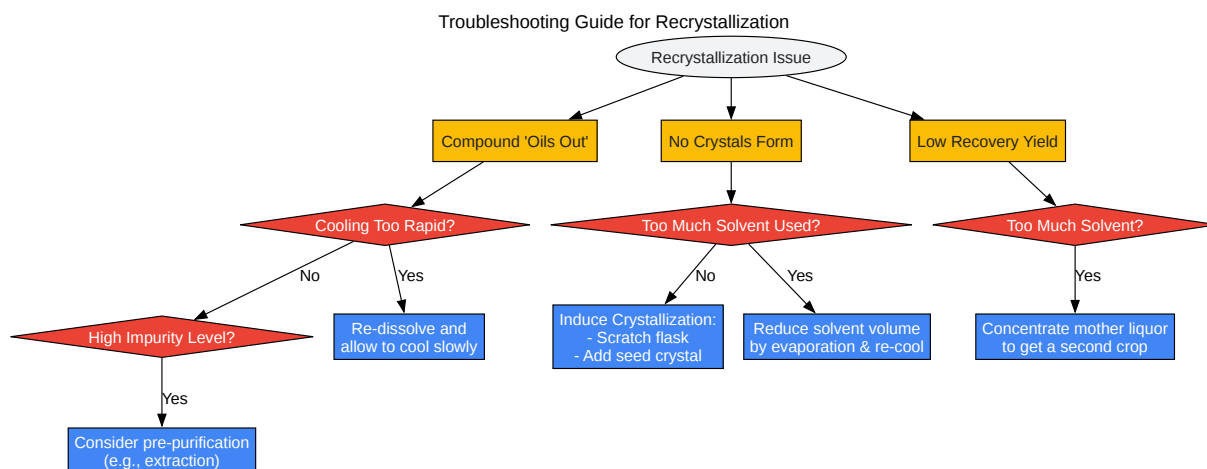 Troubleshooting Guide for Recrystallization
Recrystallization Issue
Compound 'Oils Out'
No Crystals Form
Low Recovery Yield
Cooling Too Rapid?
Too Much Solvent Used?
Too Much Solvent?
No
Yes
No
Yes
Yes
High Impurity Level?
Re-dissolve and
allow to cool slowly
Induce Crystallization:
- Scratch flask
- Add seed crystal
Reduce solvent volume
by evaporation & re-cool
Concentrate mother liquor
to get a second crop
Yes
Consider pre-purification
(e.g., extraction)